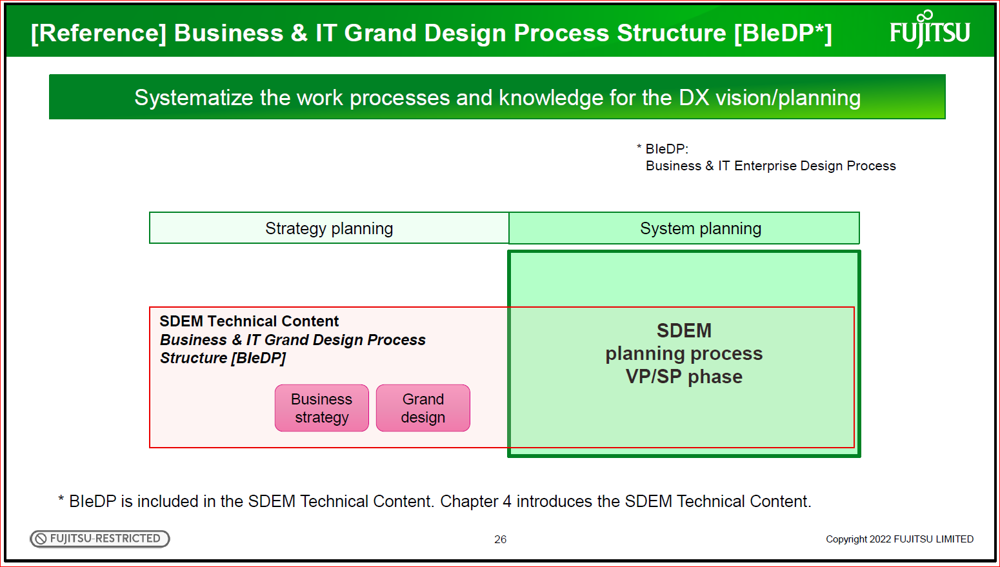 [Reference] Business & IT Grand Design Process Structure [BIeDP*]
FUJITSU
Systematize the work processes and knowledge for the DX vision/planning
* BIeDP:
Business & IT Enterprise Design Process
Strategy planning
System planning
SDEM Technical Content
Business & IT Grand Design Process
Structure [BIeDP]
Business
strategy
Grand
design
SDEM
planning process
VP/SP phase
* BIeDP is included in the SDEM Technical Content. Chapter 4 introduces the SDEM Technical Content.
FUJITSU-RESTRICTED
26
Copyright 2022 FUJITSU LIMITED